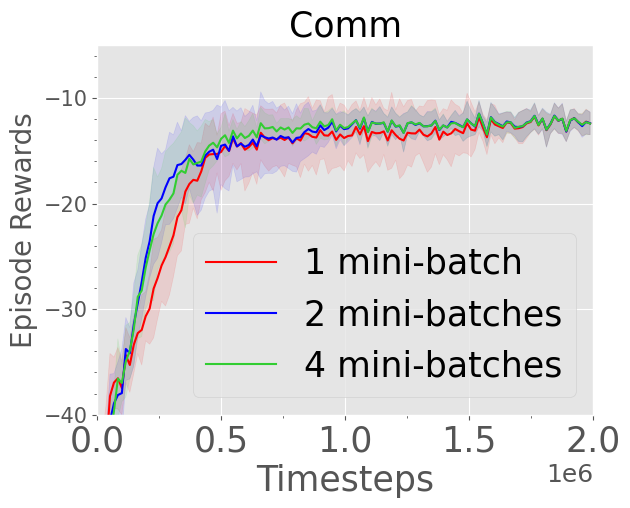 Comm
Episode Rewards
−10
−20
−30
−40
1 mini-batch
2 mini-batches
4 mini-batches
0.0
0.5
1.0
1.5
2.0
Timesteps
1e6